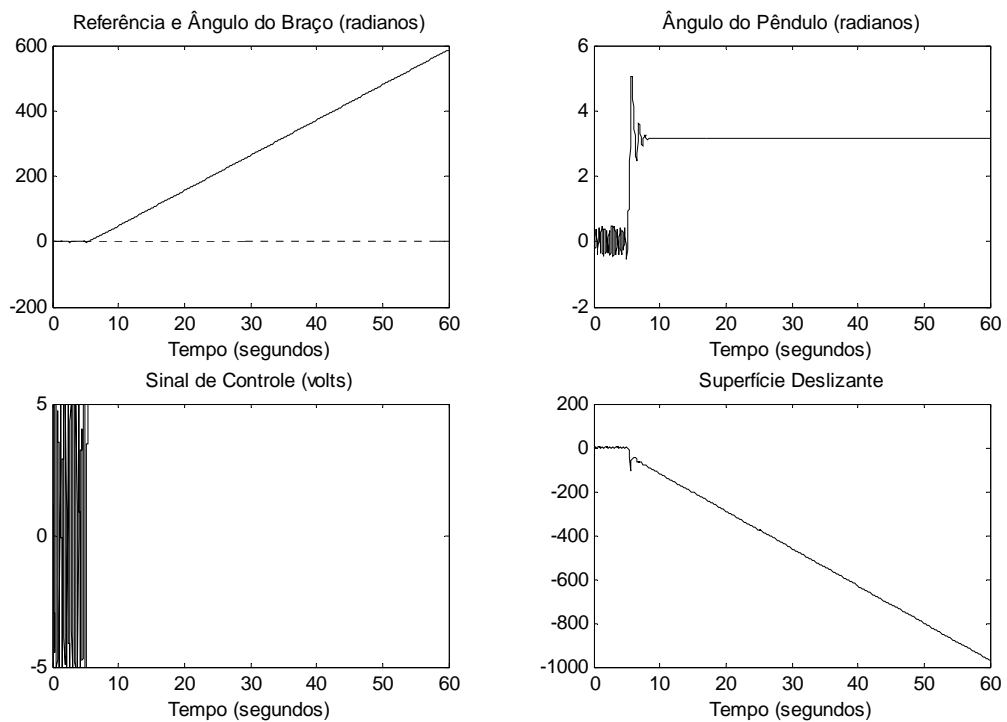 Referência e Ângulo do Braço (radianos)
600
400
200
0
-200
0 10 20 30 40 50 60
Tempo (segundos)
Ângulo do Pêndulo (radianos)
6
4
2
0
-2
0 10 20 30 40 50 60
Tempo (segundos)
Sinal de Controle (volts)
5
0
-5
0 10 20 30 40 50 60
Tempo (segundos)
Superfície Deslizante
200
0
-200
-400
-600
-800
-1000
0 10 20 30 40 50 60
Tempo (segundos)